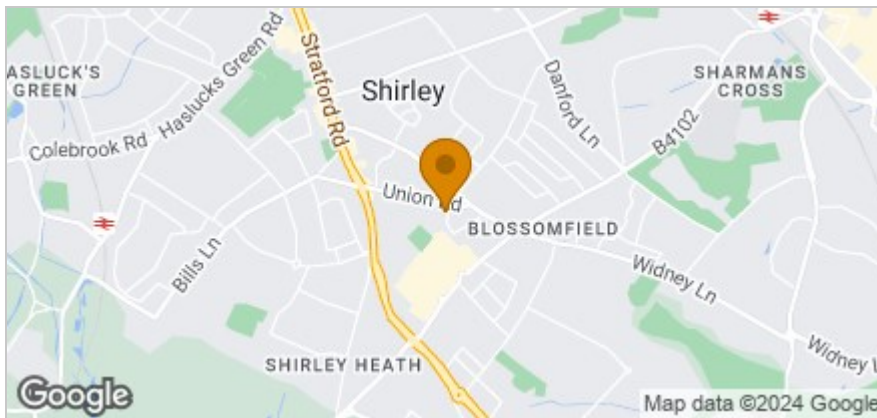 Haslucks Green Rd
Stratford Rd
Shirley
Danford Ln
SHARMANS
CROSS
ASLUCK'S
GREEN
B4102
Colebrook Rd
Union Rd
BLOSSOMFIELD
Bills Ln
Widney Ln
Widney
SHIRLEY HEATH
Google
Map data ©2024 Google